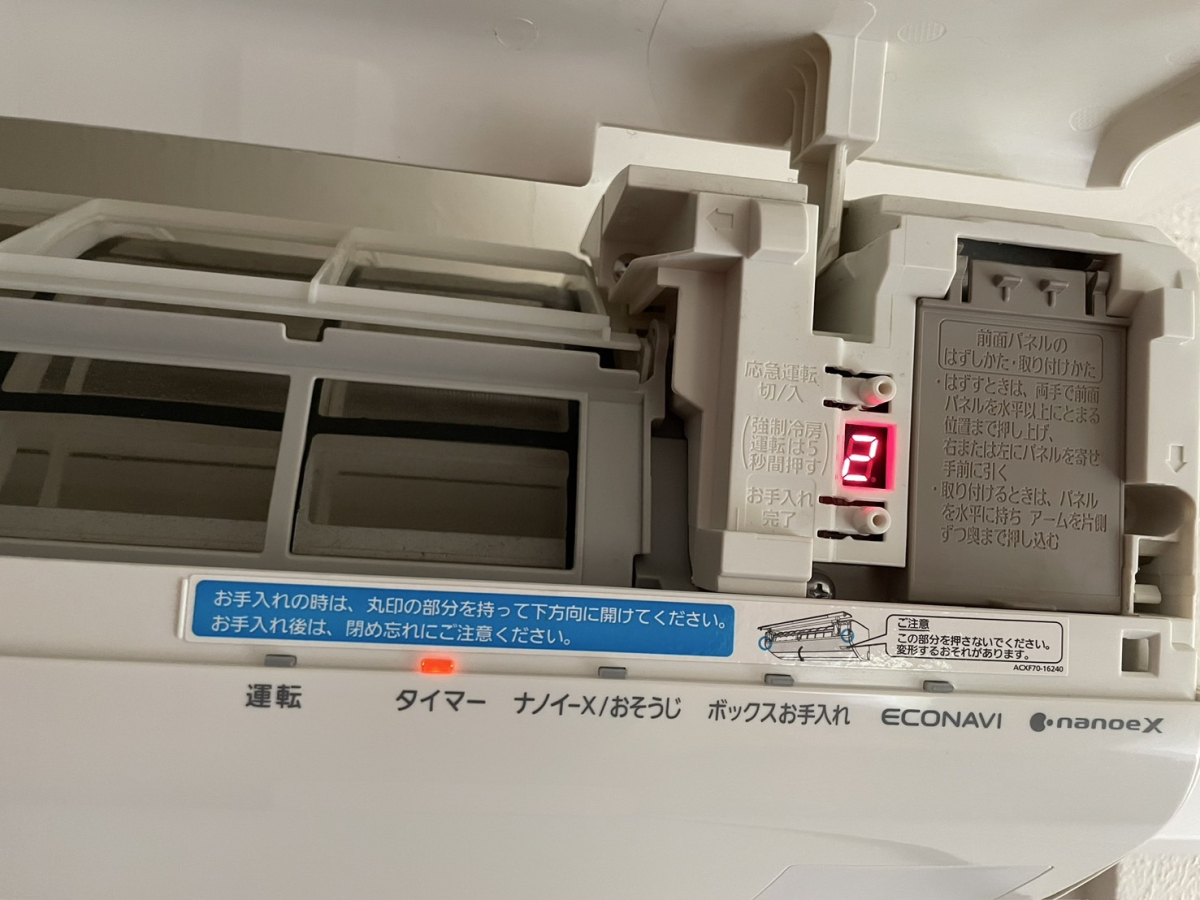 応急運転
切/入
(強制冷房
運転は5
秒間押す)
2
お手入れ
完了
前面パネルの
はずしかた・取り付けかた
・はずすときは、両手で前面
パネルを水平以上にとまる
位置まで押し上げ、
右または左にパネルを寄せ
手前に引く
・取り付けるときは、パネル
を水平に持ち アームを片側
ずつ奥まで押し込む
お手入れの時は、丸印の部分を持って下方向に開けてください。
お手入れ後は、閉め忘れにご注意ください。
ご注意
この部分を押さないでください。
変形するおそれがあります。
ACXF70-16240
運転
タイマー
ナノイーX/おそうじ
ボックスお手入れ
ECONAVI
nanoeX